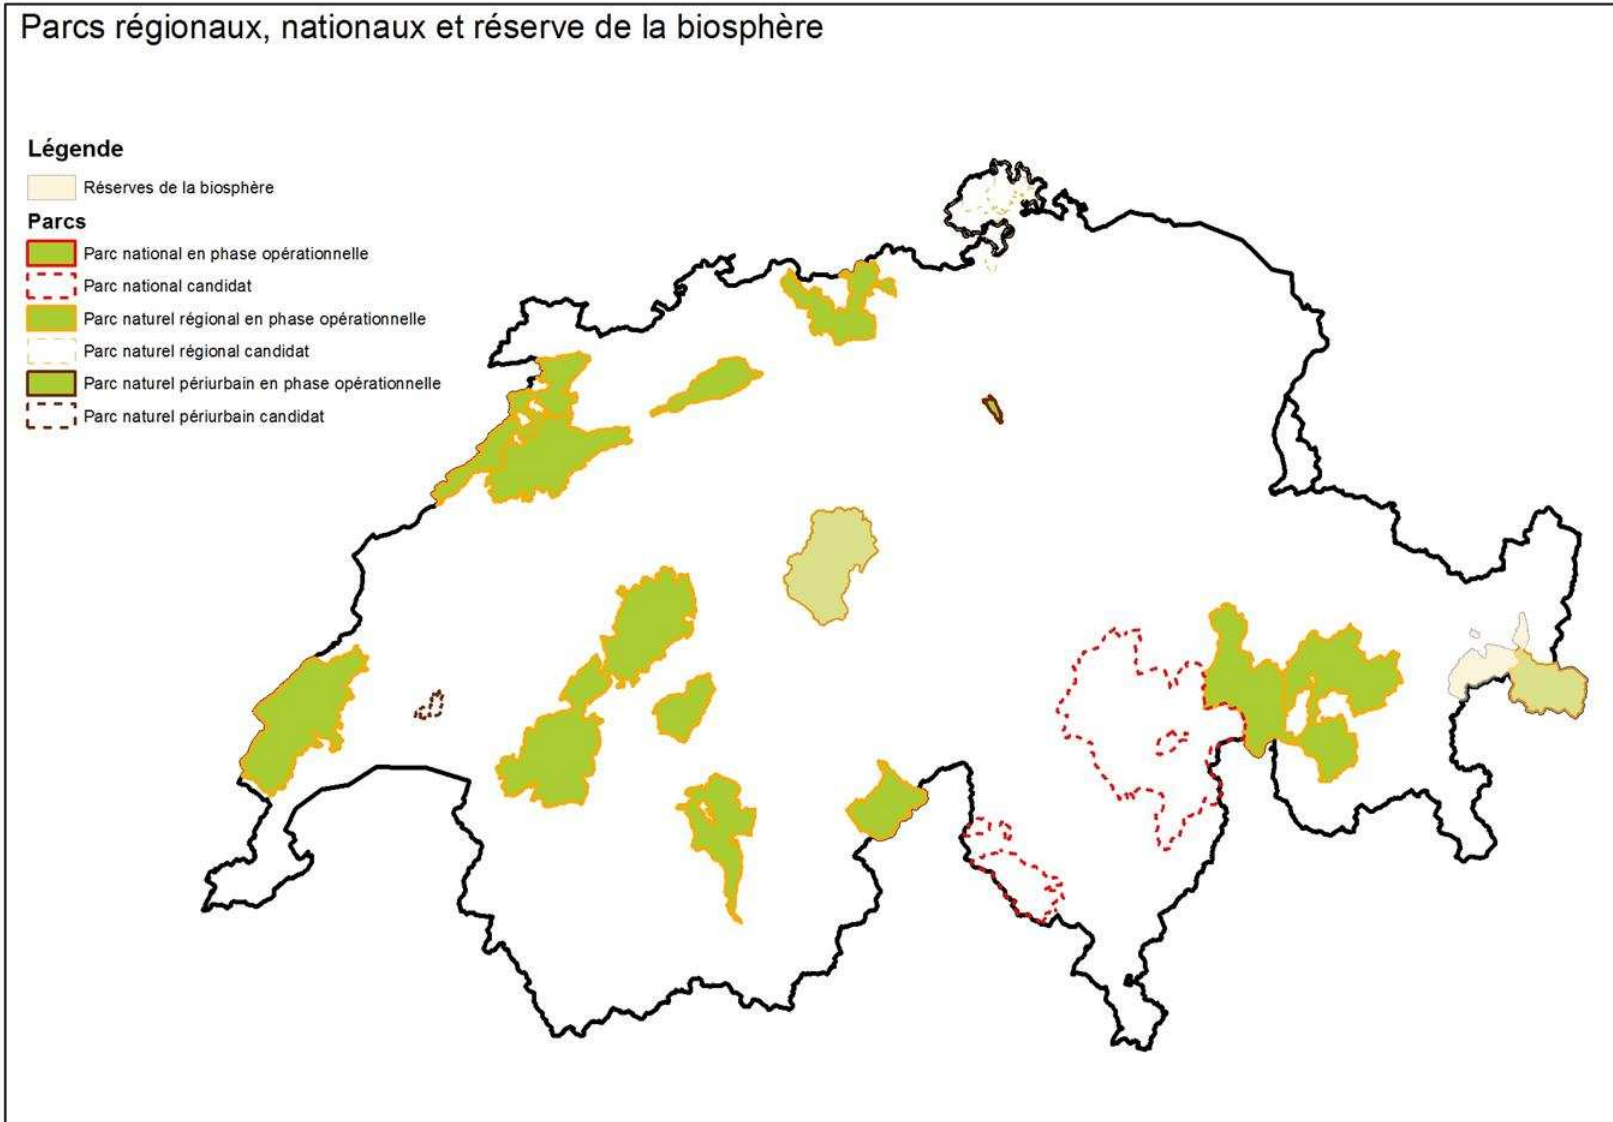 Parcs régionaux, nationaux et réserve de la biosphère
Légende
Réserves de la biosphère
Parcs
Parc national en phase opérationnelle
Parc national candidat
Parc naturel régional en phase opérationnelle
Parc naturel régional candidat
Parc naturel périurbain en phase opérationnelle
Parc naturel périurbain candidat